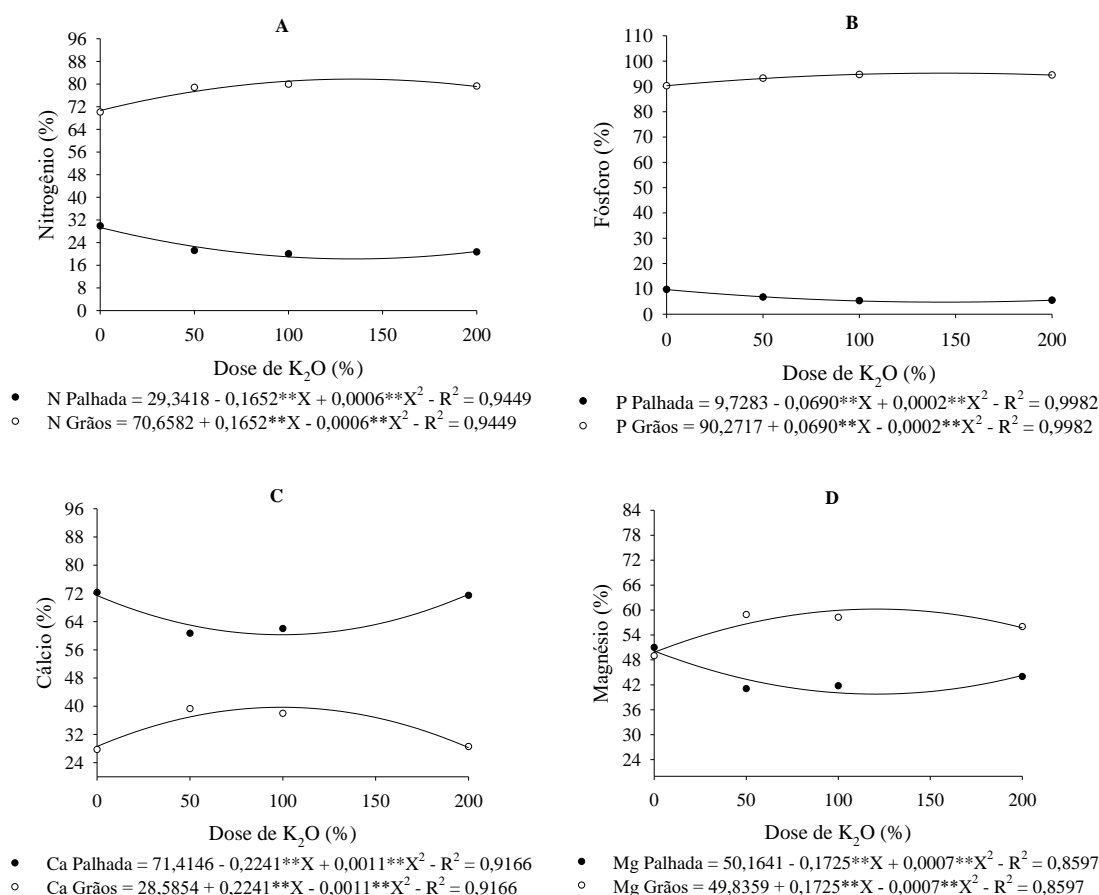 A
Nitrogênio (%)
96
88
80
72
64
56
48
40
32
24
16
8
0
0 50 100 150 200
Dose de K2O (%)
● N Palhada = 29,3418 - 0,1652**X + 0,0006**X² - R² = 0,9449
○ N Grãos = 70,6582 + 0,1652**X - 0,0006**X² - R² = 0,9449
B
Fósforo (%)
110
100
90
80
70
60
50
40
30
20
10
0
0 50 100 150 200
Dose de K2O (%)
● P Palhada = 9,7283 - 0,0690**X + 0,0002**X² - R² = 0,9982
○ P Grãos = 90,2717 + 0,0690**X - 0,0002**X² - R² = 0,9982
C
Cálcio (%)
96
88
80
72
64
56
48
40
32
24
0 50 100 150 200
Dose de K2O (%)
● Ca Palhada = 71,4146 - 0,2241**X + 0,0011**X² - R² = 0,9166
○ Ca Grãos = 28,5854 + 0,2241**X - 0,0011**X² - R² = 0,9166
D
Magnésio (%)
84
78
72
66
60
54
48
42
36
30
24
0 50 100 150 200
Dose de K2O (%)
● Mg Palhada = 50,1641 - 0,1725**X + 0,0007**X² - R² = 0,8597
○ Mg Grãos = 49,8359 + 0,1725**X - 0,0007**X² - R² = 0,8597